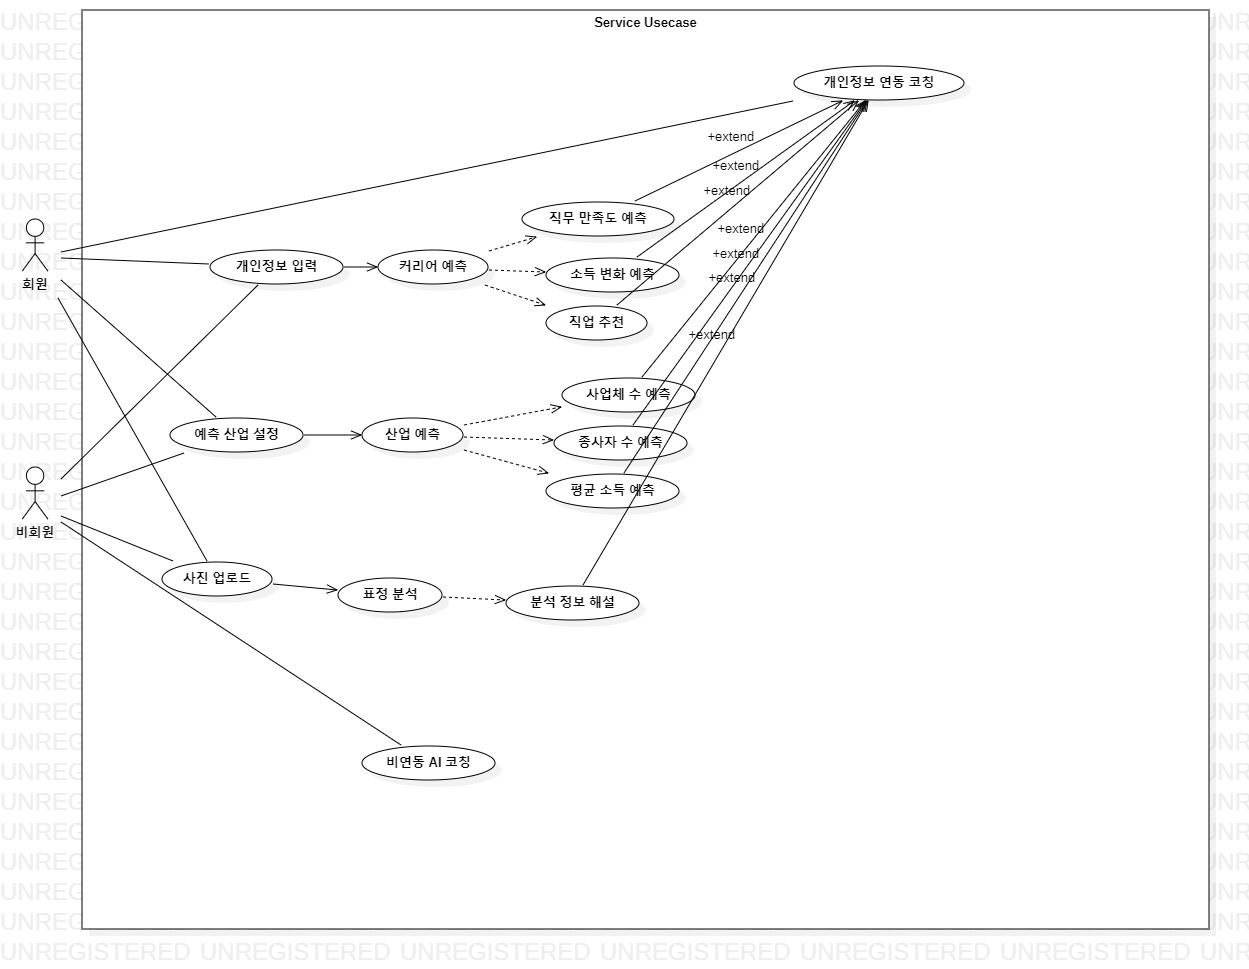 Service Usecase
개인정보 연동 코칭
+extend
+extend
+extend
직무 만족도 예측
+extend
+extend
+extend
회원
개인정보 입력
커리어 예측
소득 변화 예측
직업 추천
+extend
사업체 수 예측
예측 산업 설정
산업 예측
종사자 수 예측
평균 소득 예측
비회원
사진 업로드
표정 분석
분석 정보 해설
비연동 AI 코칭
UNREGISTERED UNREGISTERED UNREGISTERED UNREGISTERED UNREGISTERED UNREGISTERED